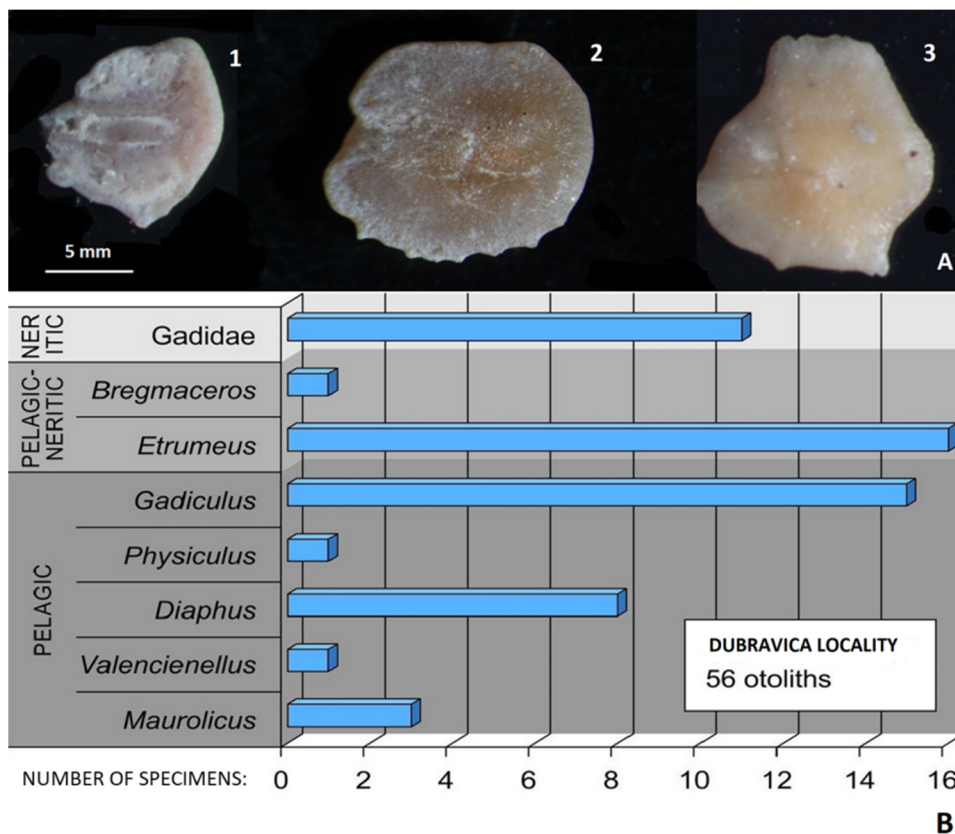 1
2
3
5 mm
A
NER
ITIC
Gadidae
PELAGIC-
NERITIC
Bregmaceros
Etrumeus
PELAGIC
Gadiculus
Physiculus
Diaphus
Valencienellus
Maurolicus
DUBRAVICA LOCALITY
56 otoliths
NUMBER OF SPECIMENS: 0 2 4 6 8 10 12 14 16
B